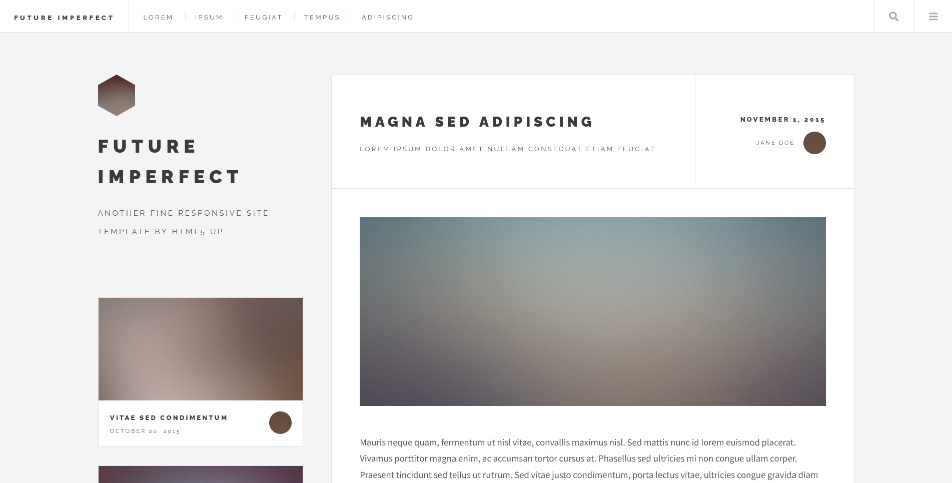 FUTURE IMPERFECT
LOREM IPSUM FEUGIAT TEMPUS ADIPISCING
FUTURE
IMPERFECT
ANOTHER FINE RESPONSIVE SITE
TEMPLATE BY HTML5 UP
VITAE SED CONDIMENTUM
OCTOBER 20, 2015
MAGNA SED ADIPISCING
LOREM IPSUM DOLOR AMET NULLAM CONSEQUAT ETIAM FEUGIAT
NOVEMBER 1, 2015
JANE DOE
Mauris neque quam, fermentum ut nisl vitae, convallis maximus nisl. Sed mattis nunc id lorem euismod placerat.
Vivamus porttitor magna enim, ac accumsan tortor cursus at. Phasellus sed ultricies mi non congue ullam corper.
Praesent tincidunt sed tellus ut rutrum. Sed vitae justo condimentum, porta lectus vitae, ultricies congue gravida diam